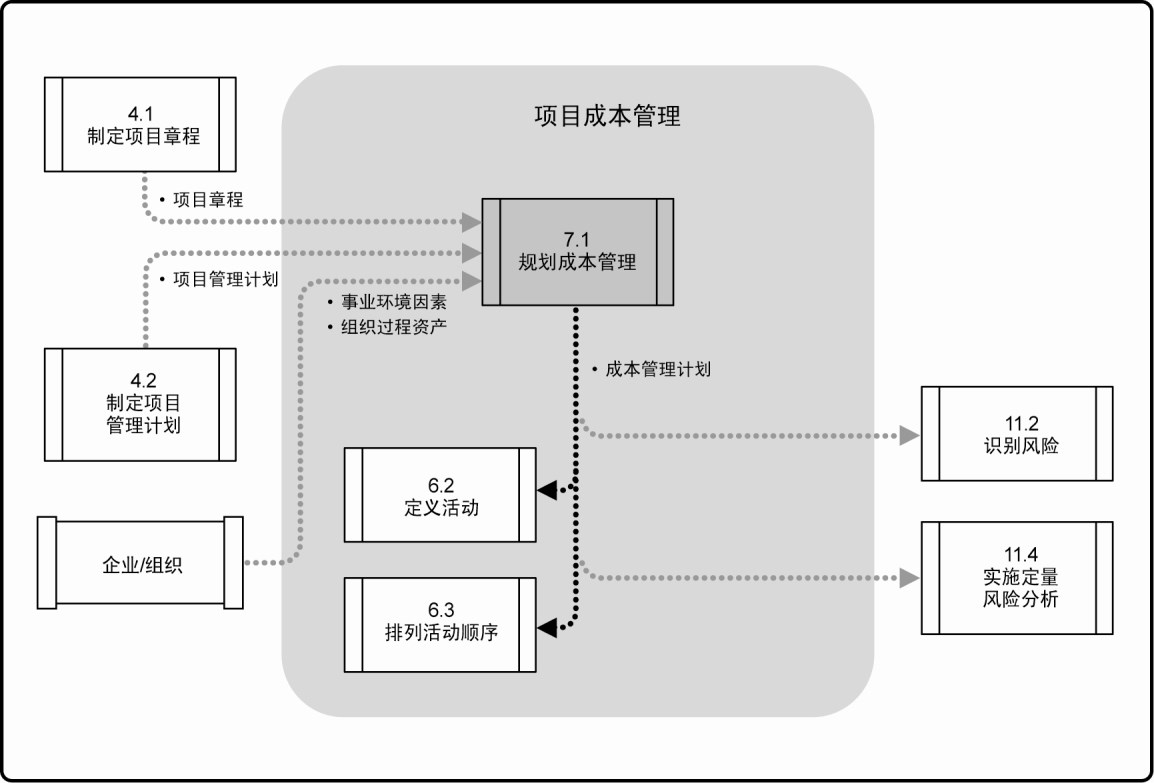 项目成本管理
4.1
制定项目章程
• 项目章程
7.1
规划成本管理
• 项目管理计划
• 事业环境因素
• 组织过程资产
4.2
制定项目
管理计划
• 成本管理计划
11.2
识别风险
6.2
定义活动
企业/组织
11.4
实施定量
风险分析
6.3
排列活动顺序